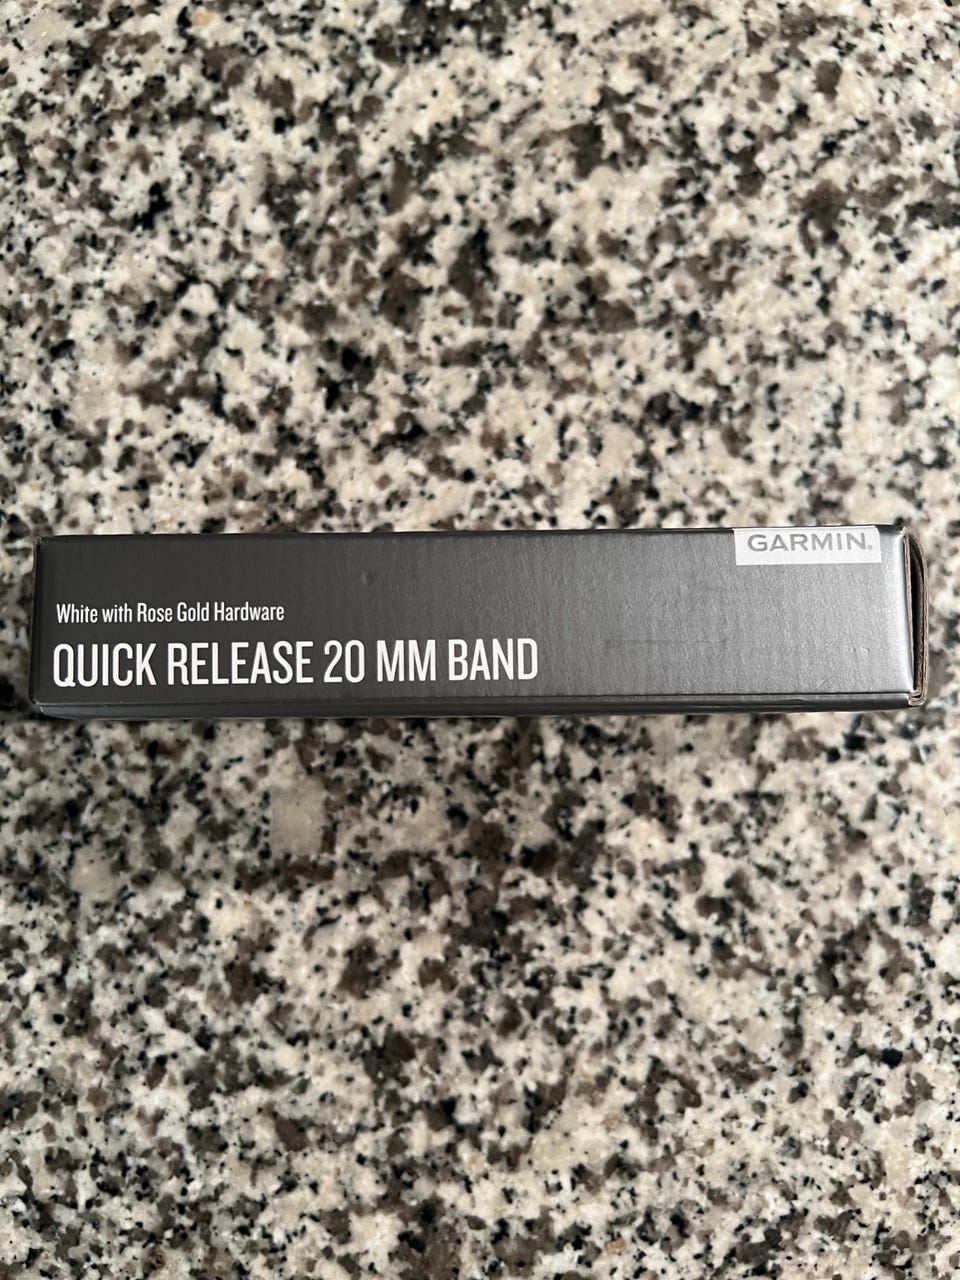 GARMIN.
White with Rose Gold Hardware
QUICK RELEASE 20 MM BAND